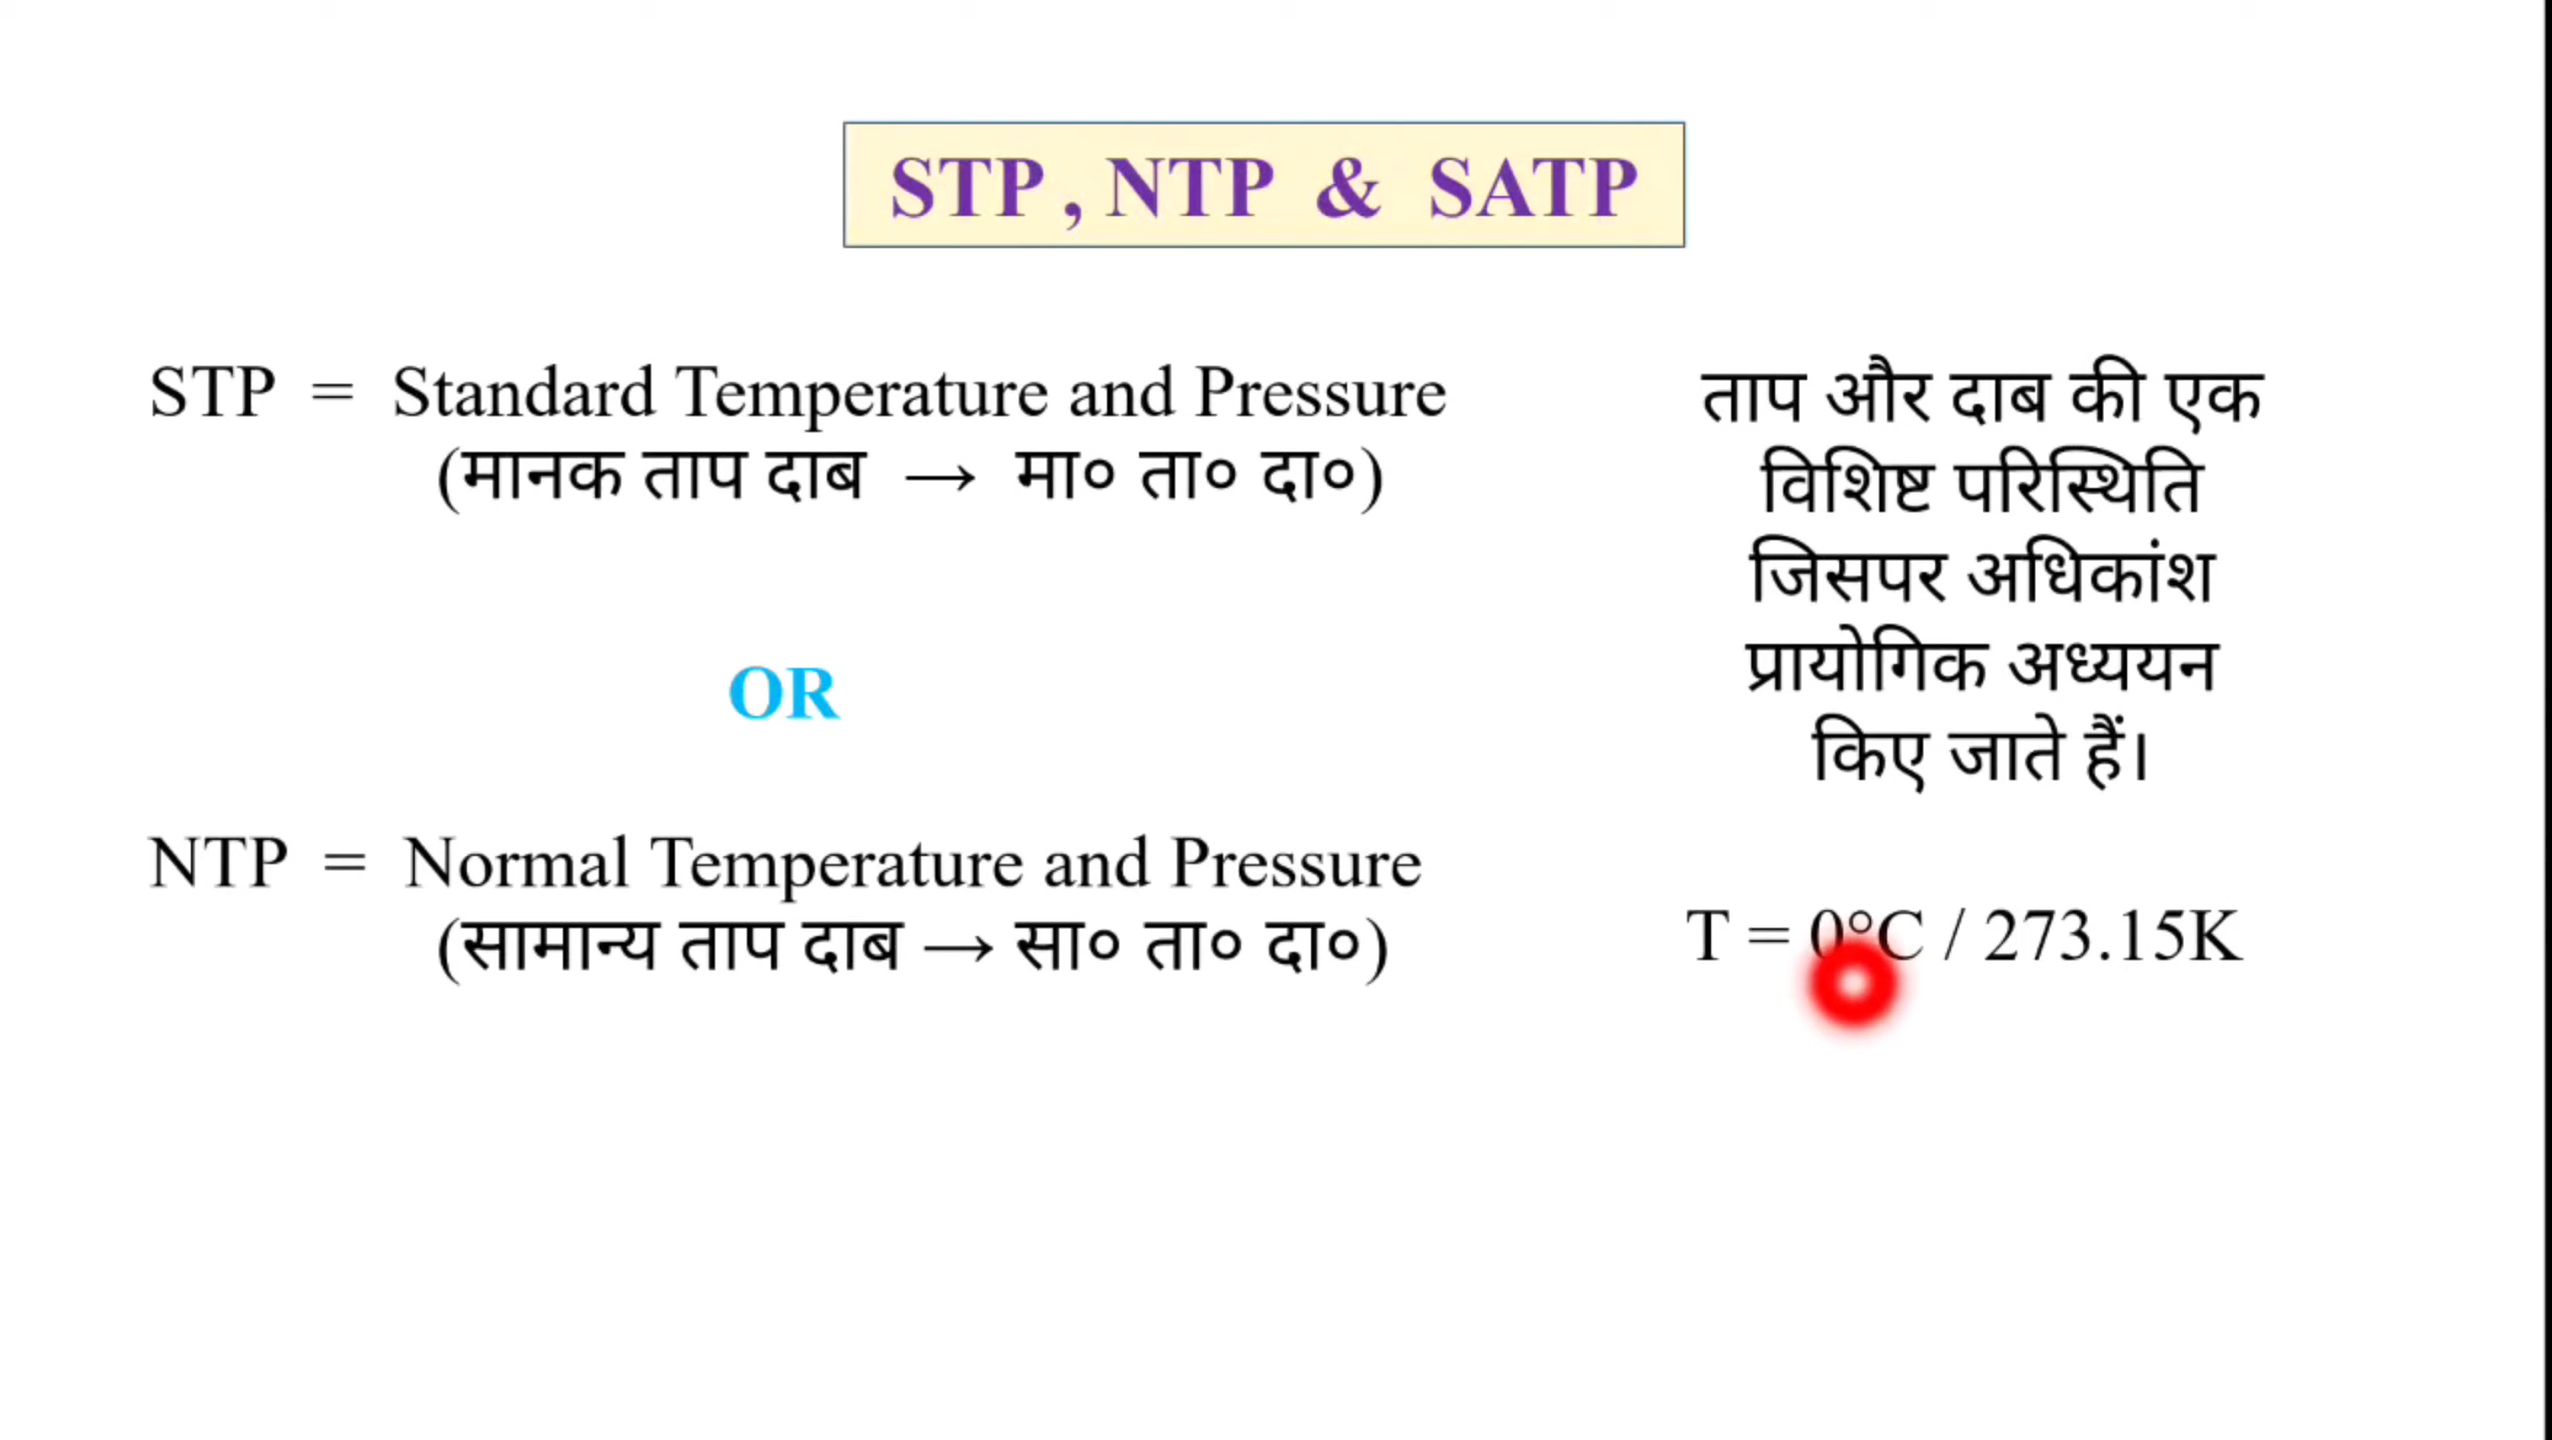 STP , NTP & SATP
STP = Standard Temperature and Pressure
(मानक ताप दाब → मा० ता० दा०)
OR
NTP = Normal Temperature and Pressure
(सामान्य ताप दाब → सा० ता० दा०)
ताप और दाब की एक
विशिष्ट परिस्थिति
जिसपर अधिकांश
प्रायोगिक अध्ययन
किए जाते हैं।
T = 0°C / 273.15K